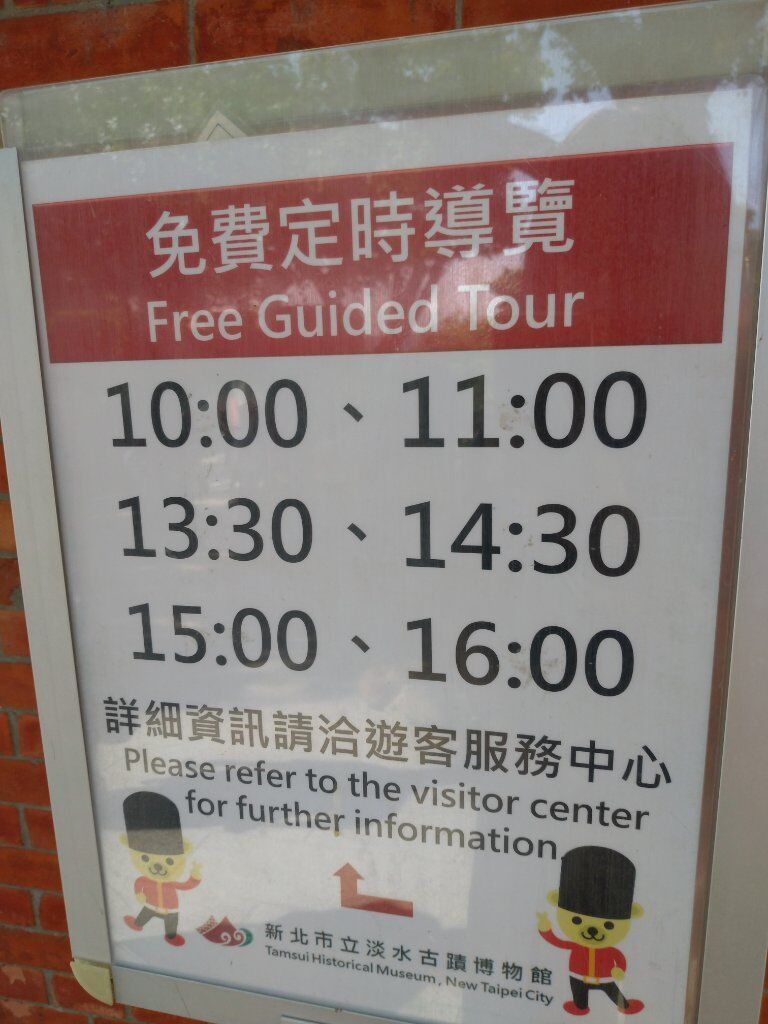 免費定時導覽
Free Guided Tour
10:00、11:00
13:30、14:30
15:00、16:00
詳細資訊請洽遊客服務中心
Please refer to the visitor center
for further information.
新北市立淡水古蹟博物館
Tamsui Historical Museum, New Taipei City